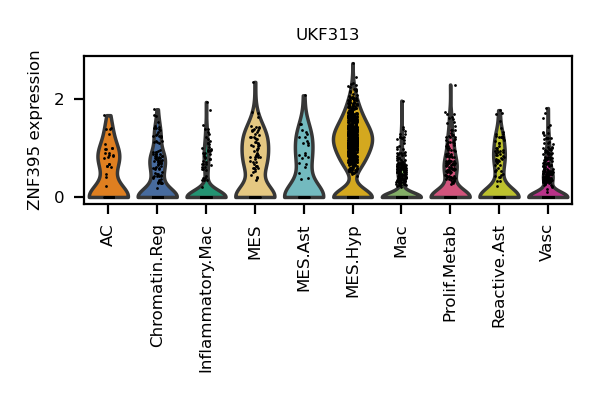 UKF313
ZNF395 expression
2
0
AC
Chromatin.Reg
Inflammatory.Mac
MES
MES.Ast
MES.Hyp
Mac
Prolif.Metab
Reactive.Ast
Vasc